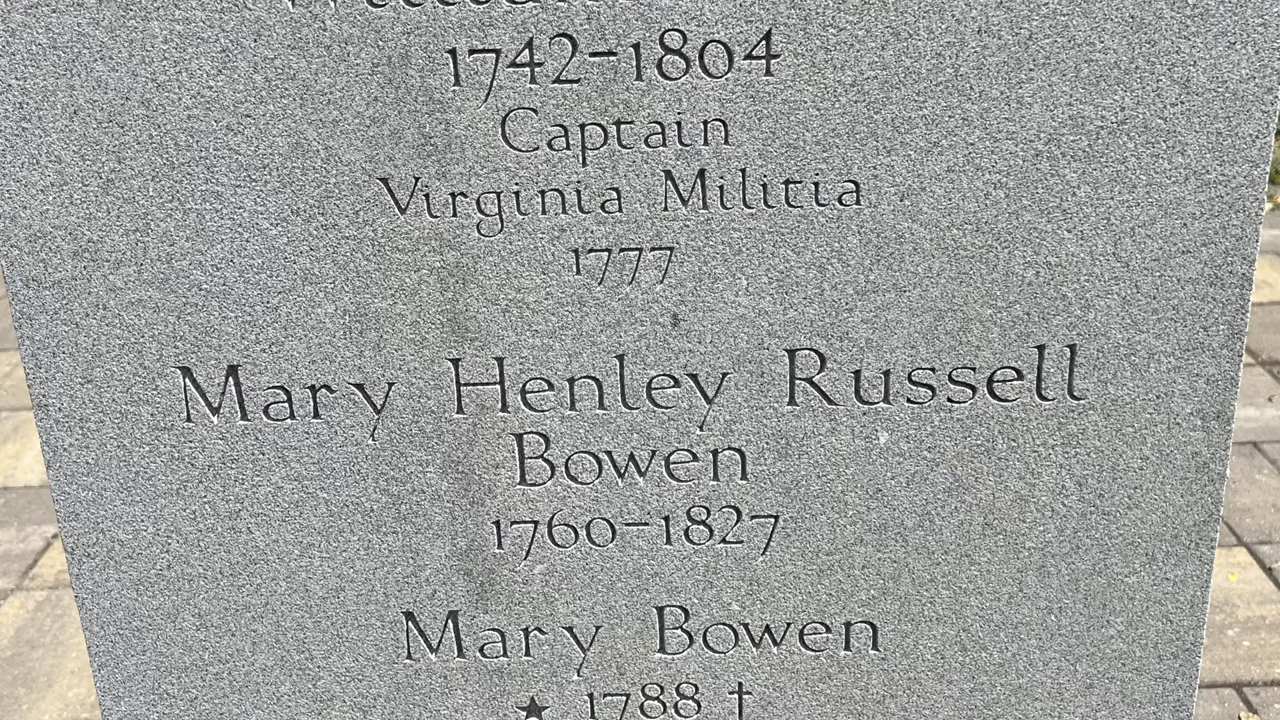 1742-1804
Captain
Virginia Militia
1777
Mary Henley Russell
Bowen
1760-1827
Mary Bowen
★ 1788 †